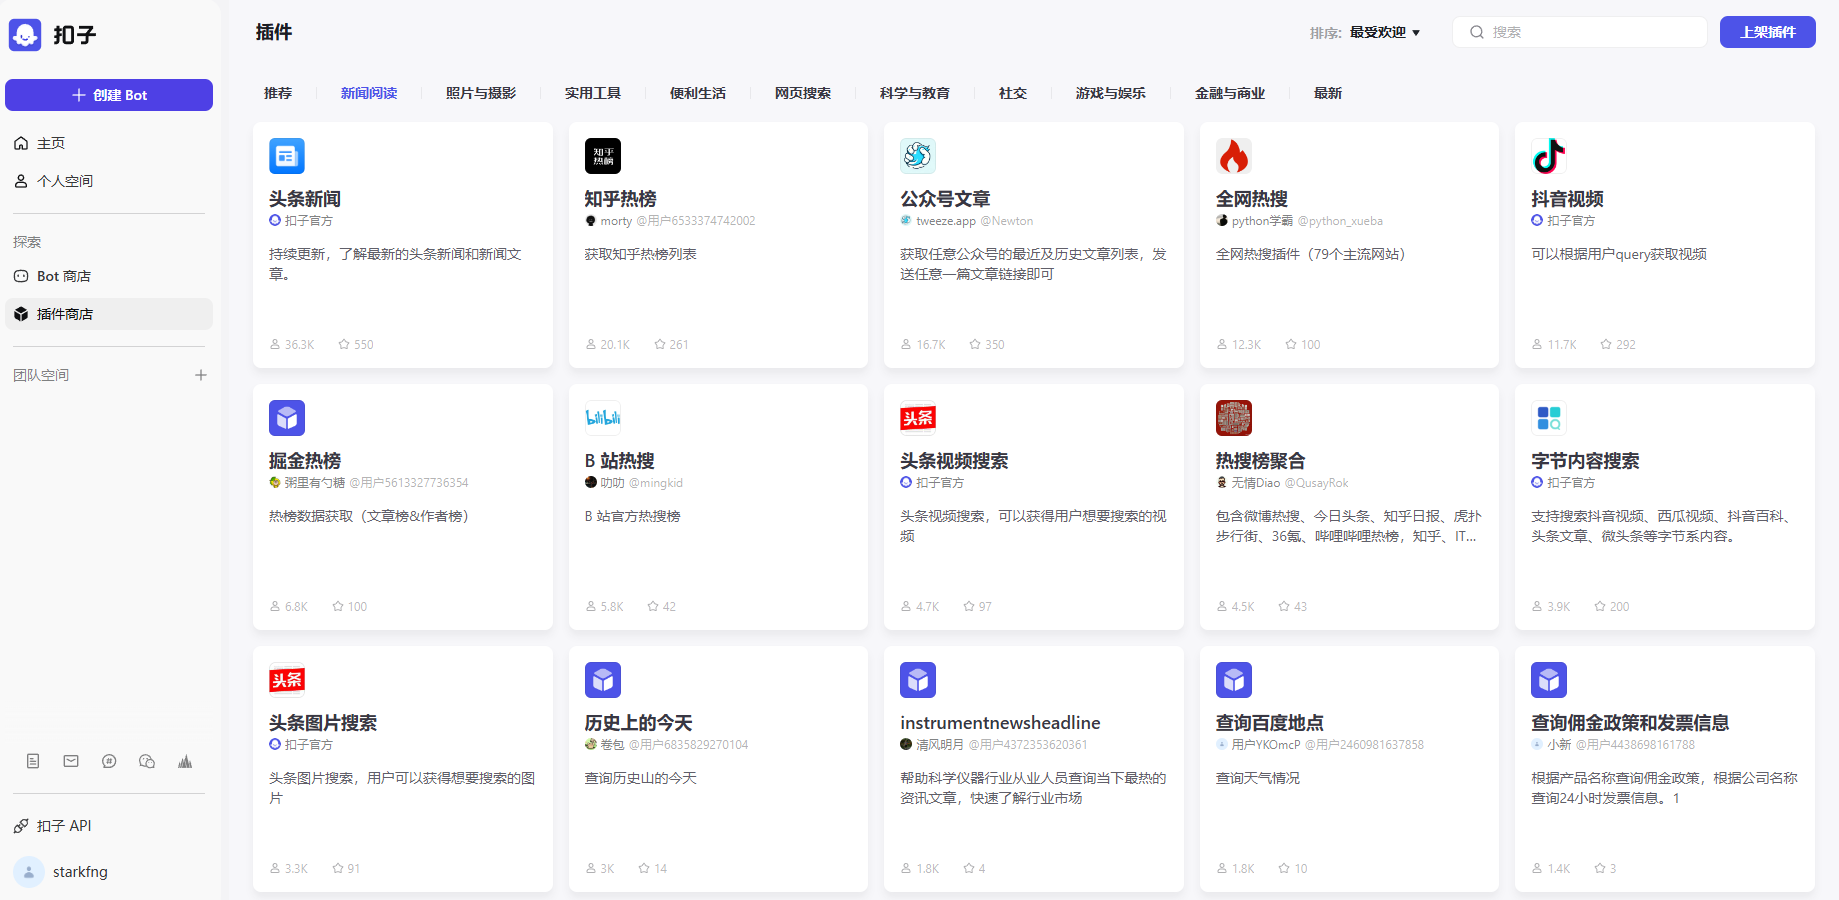 扣子
创建 Bot
主页
个人空间
探索
Bot 商店
插件商店
团队空间
扣子 API
starkfng
插件
排序: 最受欢迎
搜索
上架插件
推荐 新闻阅读 照片与摄影 实用工具 便利生活 网页搜索 科学与教育 社交 游戏与娱乐 金融与商业 最新
头条新闻
扣子官方
持续更新，了解最新的头条新闻和新闻文
章。
36.3K 550
知乎
热榜
知乎热榜
morty @用户6533374742002
获取知乎热榜列表
20.1K 261
公众号文章
tweeze.app @Newton
获取任意公众号的最近及历史文章列表，发
送任意一篇文章链接即可
16.7K 350
全网热搜
python学霸 @python_xueba
全网热搜插件（79个主流网站）
12.3K 100
抖音视频
扣子官方
可以根据用户query获取视频
11.7K 292
掘金热榜
粥里有勺糖 @用户5613327736354
热榜数据获取（文章榜&作者榜）
6.8K 100
bilibili
B 站热搜
叻叻 @mingkid
B 站官方热搜榜
5.8K 42
头条
头条视频搜索
扣子官方
头条视频搜索，可以获得用户想要搜索的视
频
4.7K 97
热搜榜聚合
无情Diao @QusayRok
包含微博热搜、今日头条、知乎日报、虎扑
步行街、36氪、哔哩哔哩热榜，知乎、IT...
4.5K 43
字节内容搜索
扣子官方
支持搜索抖音视频、西瓜视频、抖音百科、
头条文章、微头条等字节系内容。
3.9K 200
头条
头条图片搜索
扣子官方
头条图片搜索，用户可以获得想要搜索的图
片
3.3K 91
历史上的今天
卷包 @用户6835829270104
查询历史山的今天
3K 14
instrumentnewsheadline
清风明月 @用户4372353620361
帮助科学仪器行业从业人员查询当下最热的
资讯文章，快速了解行业市场
1.8K 4
查询百度地点
用户YKOmcP @用户2460981637858
查询天气情况
1.8K 10
查询佣金政策和发票信息
小新 @用户4438698161788
根据产品名称查询佣金政策，根据公司名称
查询24小时发票信息。1
1.4K 3